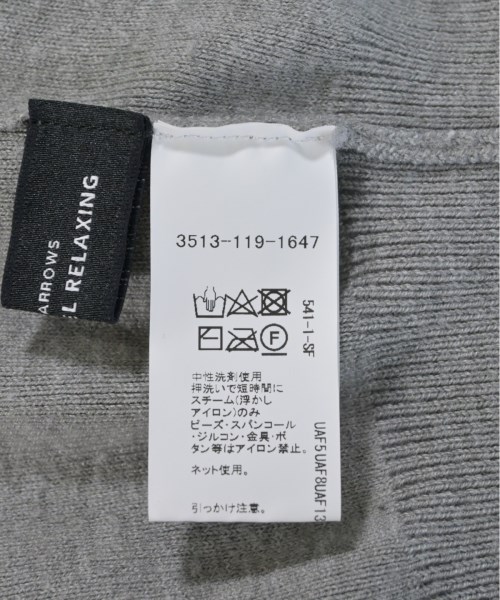 ARROWS
RELAXING
3513-119-1647
541-1-SF
F
中性洗剤使用
押洗いで短時間に
スチーム(浮かし
アイロン)のみ
ビーズ・スパンコール
・ジルコン・金具・ボ
タン等はアイロン禁止。
ネット使用。
引っかけ注意。
UAF5UAF8UAF13